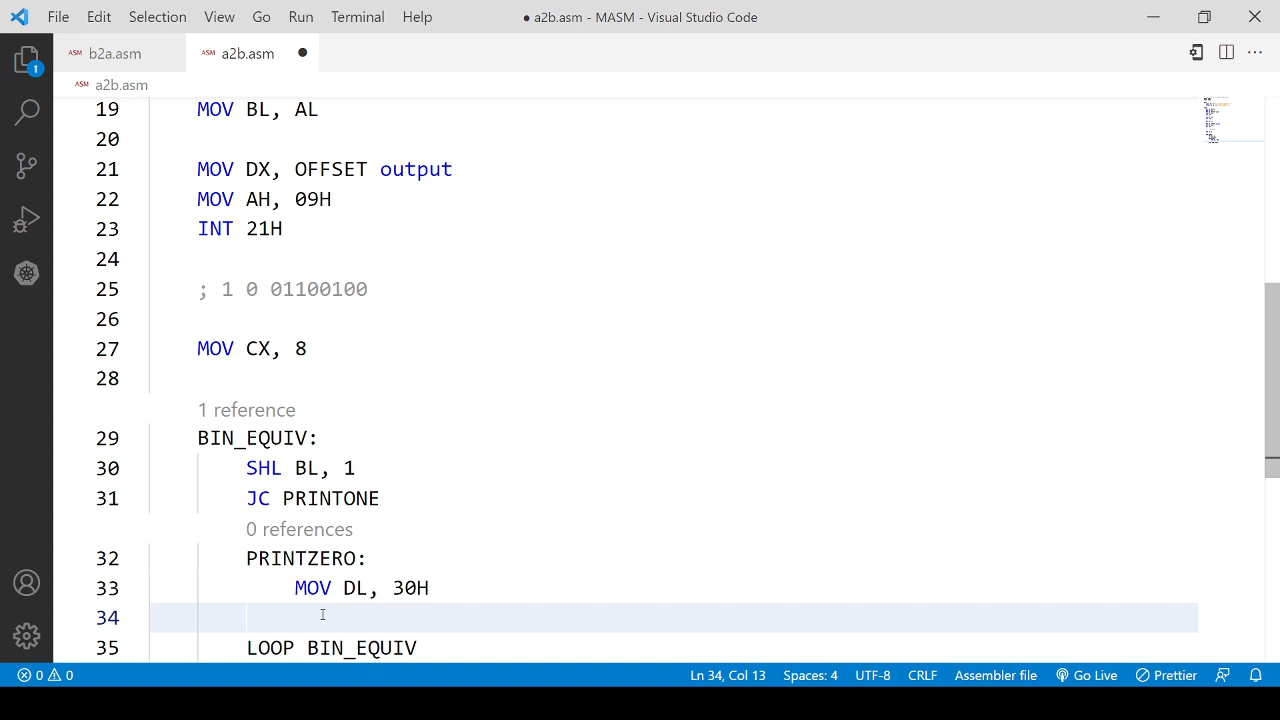 File Edit Selection View Go Run Terminal Help ● a2b.asm - MASM - Visual Studio Code
ASM b2a.asm ASM a2b.asm ●
ASM a2b.asm
1
19 MOV BL, AL
20
21 MOV DX, OFFSET output
22 MOV AH, 09H
23 INT 21H
24
25 ; 1 0 01100100
26
27 MOV CX, 8
28
1 reference
29 BIN_EQUIV:
30 SHL BL, 1
31 JC PRINTONE
0 references
32 PRINTZERO:
33 MOV DL, 30H
34
35 LOOP BIN_EQUIV
0 0 Ln 34, Col 13 Spaces: 4 UTF-8 CRLF Assembler file Go Live Prettier